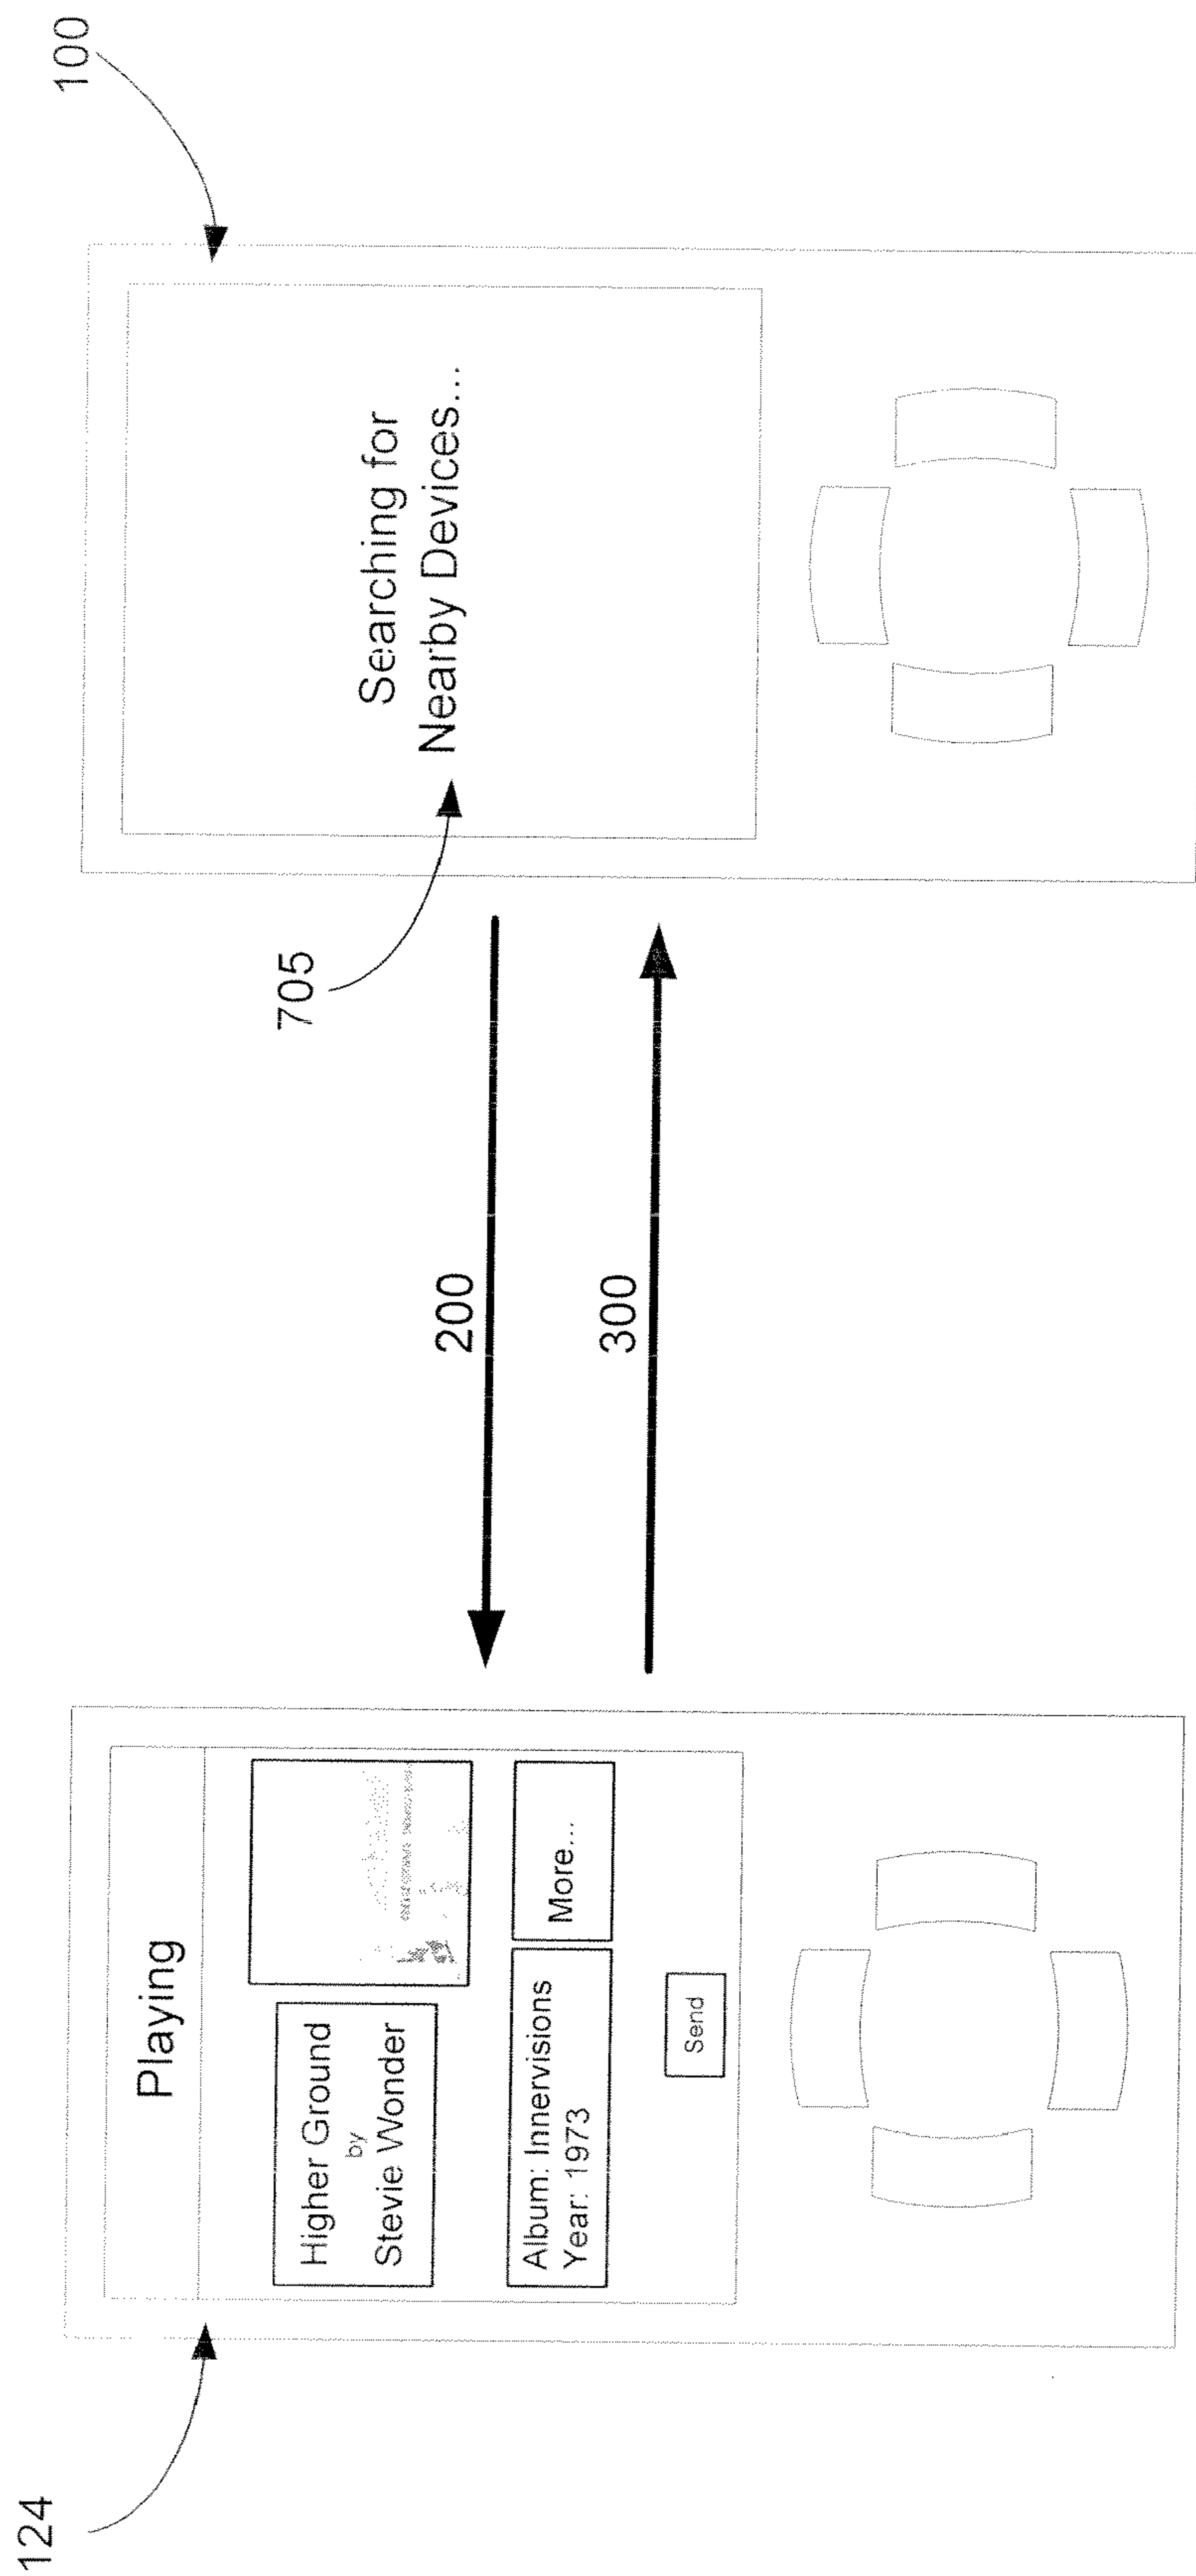 124
Playing
Higher Ground
by
Stevie Wonder
Album: Innervisions
Year: 1973
More...
Send
200
300
705
Searching for
Nearby Devices...
100